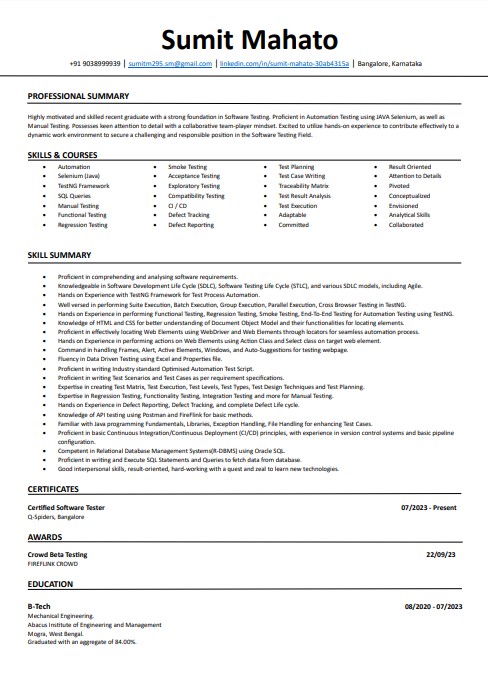 Sumit Mahato
+91 9038999939 | sumitm295.sm@gmail.com | linkedin.com/in/sumit-mahato-30ab4315a | Bangalore, Karnataka
PROFESSIONAL SUMMARY
Highly motivated and skilled recent graduate with a strong foundation in Software Testing. Proficient in Automation Testing using JAVA Selenium, as well as
Manual Testing. Possesses keen attention to detail with a collaborative team-player mindset. Excited to utilize hands-on experience to contribute effectively to a
dynamic work environment to secure a challenging and responsible position in the Software Testing Field.
SKILLS & COURSES
• Automation • Smoke Testing • Test Planning • Result Oriented
• Selenium (Java) • Acceptance Testing • Test Case Writing • Attention to Details
• TestNG Framework • Exploratory Testing • Traceability Matrix • Pivoted
• SQL Queries • Compatibility Testing • Test Result Analysis • Conceptualized
• Manual Testing • CI / CD • Test Execution • Envisioned
• Functional Testing • Defect Tracking • Adaptable • Analytical Skills
• Regression Testing • Defect Reporting • Committed • Collaborated
SKILL SUMMARY
• Proficient in comprehending and analysing software requirements.
• Knowledgeable in Software Development Life Cycle (SDLC), Software Testing Life Cycle (STLC), and various SDLC models, including Agile.
• Hands on Experience with TestNG Framework for Test Process Automation.
• Well versed in performing Suite Execution, Batch Execution, Group Execution, Parallel Execution, Cross Browser Testing in TestNG.
• Hands on Experience in performing Functional Testing, Regression Testing, Smoke Testing, End-To-End Testing for Automation Testing using TestNG.
• Knowledge of HTML and CSS for better understanding of Document Object Model and their functionalities for locating elements.
• Proficient in effectively locating Web Elements using WebDriver and Web Elements through locators for seamless automation process.
• Hands on Experience in performing actions on Web Elements using Action Class and Select class on target web element.
• Command in handling Frames, Alert, Active Elements, Windows, and Auto-Suggestions for testing webpage.
• Fluency in Data Driven Testing using Excel and Properties file.
• Proficient in writing Industry standard Optimised Automation Test Script.
• Proficient in writing Test Scenarios and Test Cases as per requirement specifications.
• Expertise in creating Test Matrix, Test Execution, Test Levels, Test Types, Test Design Techniques and Test Planning.
• Expertise in Regression Testing, Functionality Testing, Integration Testing and more for Manual Testing.
• Hands on Experience in Defect Reporting, Defect Tracking, and complete Defect Life cycle.
• Knowledge of API testing using Postman and FireFlink for basic methods.
• Familiar with Java programming Fundamentals, Libraries, Exception Handling, File Handling for enhancing Test Cases.
• Proficient in basic Continuous Integration/Continuous Deployment (CI/CD) principles, with experience in version control systems and basic pipeline
configuration.
• Competent in Relational Database Management Systems(R-DBMS) using Oracle SQL.
• Proficient in writing and Execute SQL Statements and Queries to fetch data from database.
• Good interpersonal skills, result-oriented, hard-working with a quest and zeal to learn new technologies.
CERTIFICATES
Certified Software Tester 07/2023 - Present
Q-Spiders, Bangalore
AWARDS
Crowd Beta Testing 22/09/23
FIREFLINK CROWD
EDUCATION
B-Tech 08/2020 - 07/2023
Mechanical Engineering.
Abacus Institute of Engineering and Management
Mogra, West Bengal.
Graduated with an aggregate of 84.00%.